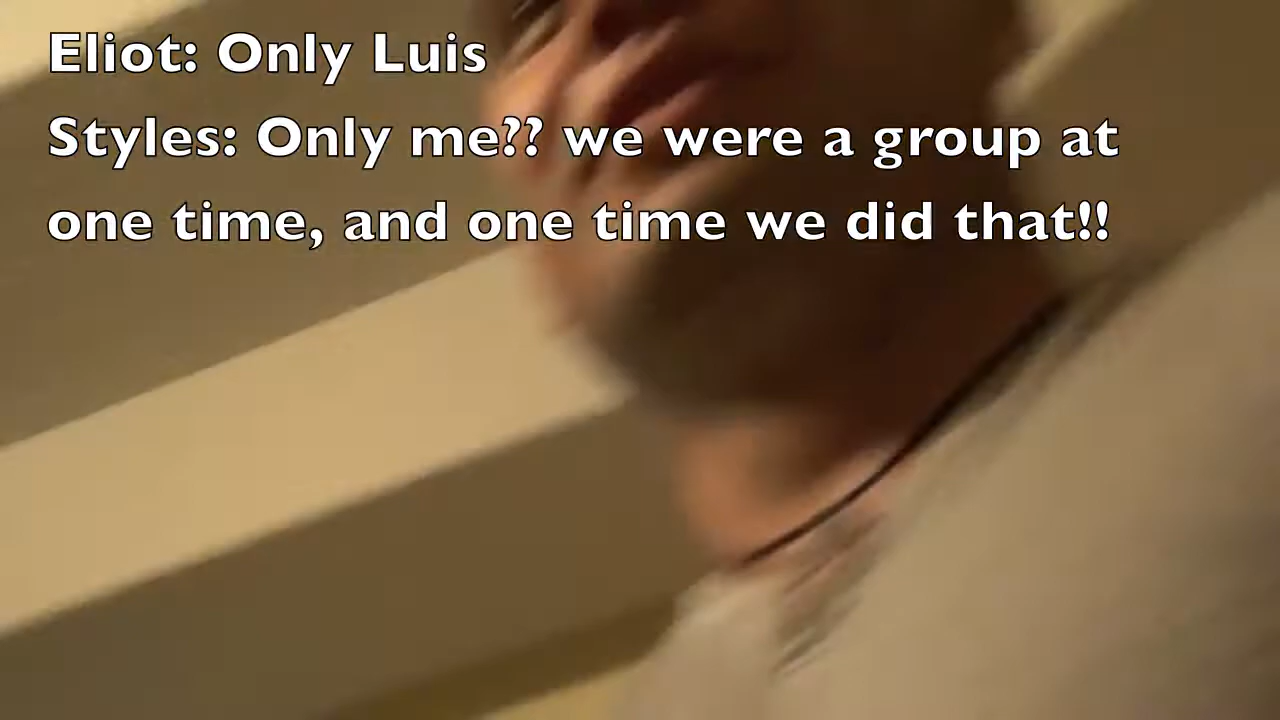 Eliot: Only Luis
Styles: Only me?? we were a group at
one time, and one time we did that!!